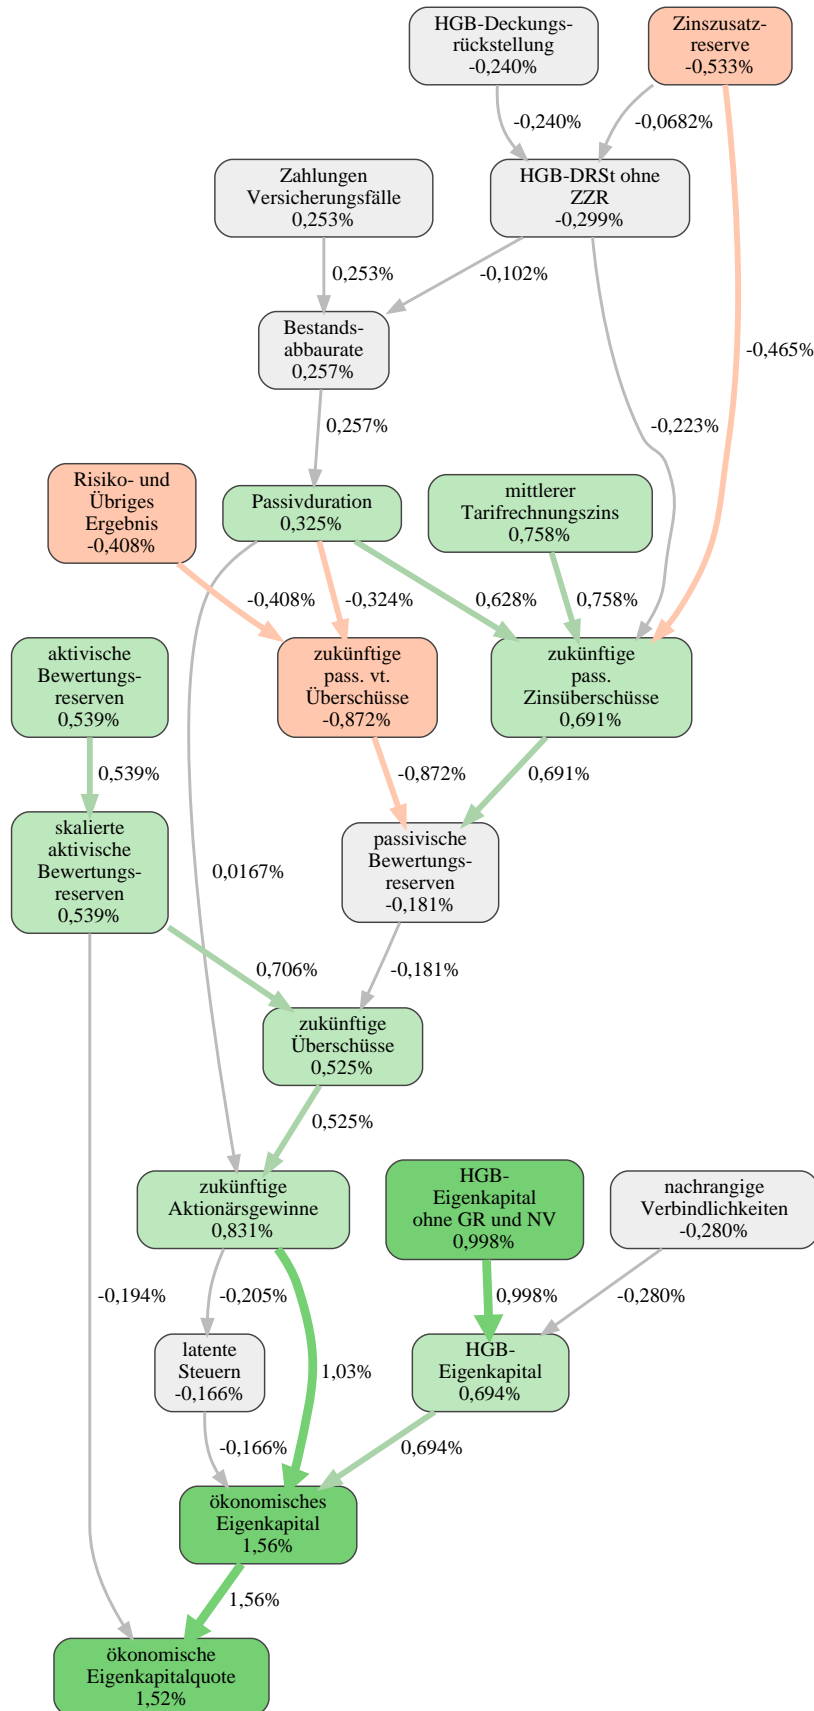 HGB-Deckungs-
rückstellung
-0,240%
Zinszusatz-
reserve
-0,533%
-0,240%
-0,0682%
Zahlungen
Versicherungsfälle
0,253%
HGB-DRSt ohne
ZZR
-0,299%
0,253%
-0,102%
Bestands-
abbaurate
0,257%
-0,465%
0,257%
-0,223%
Risiko- und
Übriges
Ergebnis
-0,408%
Passivduration
0,325%
mittlerer
Tarifrechnungszins
0,758%
-0,408%
-0,324%
0,628%
0,758%
aktivische
Bewertungs-
reserven
0,539%
zukünftige
pass. vt.
Überschüsse
-0,872%
zukünftige
pass.
Zinsüberschüsse
0,691%
0,539%
-0,872%
0,691%
skalierte
aktivische
Bewertungs-
reserven
0,539%
0,0167%
passivische
Bewertungs-
reserven
-0,181%
0,706%
-0,181%
zukünftige
Überschüsse
0,525%
0,525%
zukünftige
Aktionärsgewinne
0,831%
HGB-
Eigenkapital
ohne GR und NV
0,998%
nachrangige
Verbindlichkeiten
-0,280%
-0,194%
-0,205%
0,998%
-0,280%
latente
Steuern
-0,166%
1,03%
HGB-
Eigenkapital
0,694%
-0,166%
0,694%
ökonomisches
Eigenkapital
1,56%
1,56%
ökonomische
Eigenkapitalquote
1,52%